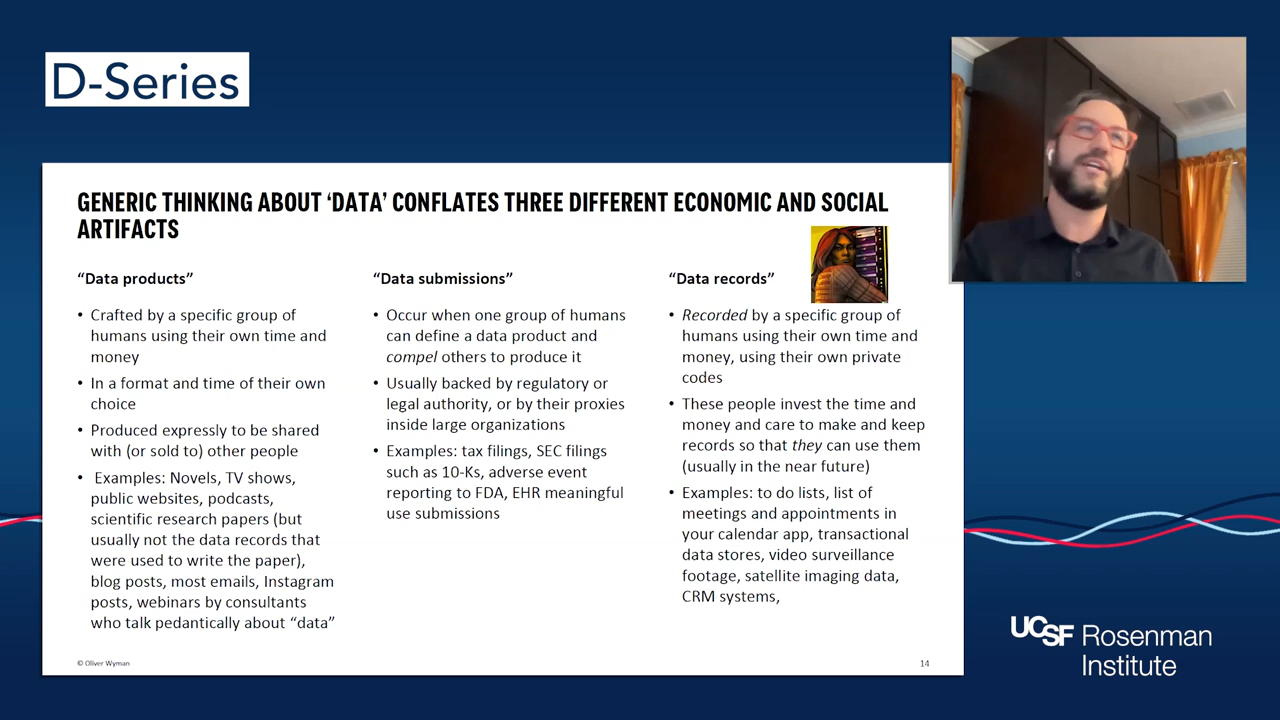 D-Series
GENERIC THINKING ABOUT ‘DATA’ CONFLATES THREE DIFFERENT ECONOMIC AND SOCIAL
ARTIFACTS
“Data products”
• Crafted by a specific group of
humans using their own time and
money
• In a format and time of their own
choice
• Produced expressly to be shared
with (or sold to) other people
• Examples: Novels, TV shows,
public websites, podcasts,
scientific research papers (but
usually not the data records that
were used to write the paper),
blog posts, most emails, Instagram
posts, webinars by consultants
who talk pedantically about “data”
“Data submissions”
• Occur when one group of humans
can define a data product and
compel others to produce it
• Usually backed by regulatory or
legal authority, or by their proxies
inside large organizations
• Examples: tax filings, SEC filings
such as 10-Ks, adverse event
reporting to FDA, EHR meaningful
use submissions
“Data records”
• Recorded by a specific group of
humans using their own time and
money, using their own private
codes
• These people invest the time and
money and care to make and keep
records so that they can use them
(usually in the near future)
• Examples: to do lists, list of
meetings and appointments in
your calendar app, transactional
data stores, video surveillance
footage, satellite imaging data,
CRM systems,
© Oliver Wyman
14
UCSF Rosenman
Institute